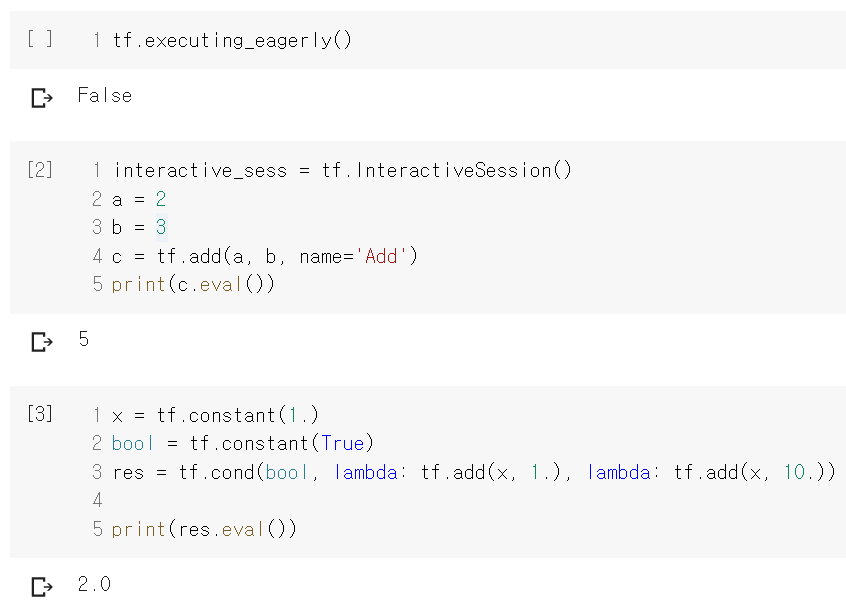 [ ] 1 tf.executing_eagerly()
False
[2] 1 interactive_sess = tf.InteractiveSession()
2 a = 2
3 b = 3
4 c = tf.add(a, b, name='Add')
5 print(c.eval())
5
[3] 1 x = tf.constant(1.)
2 bool = tf.constant(True)
3 res = tf.cond(bool, lambda: tf.add(x, 1.), lambda: tf.add(x, 10.))
4
5 print(res.eval())
2.0